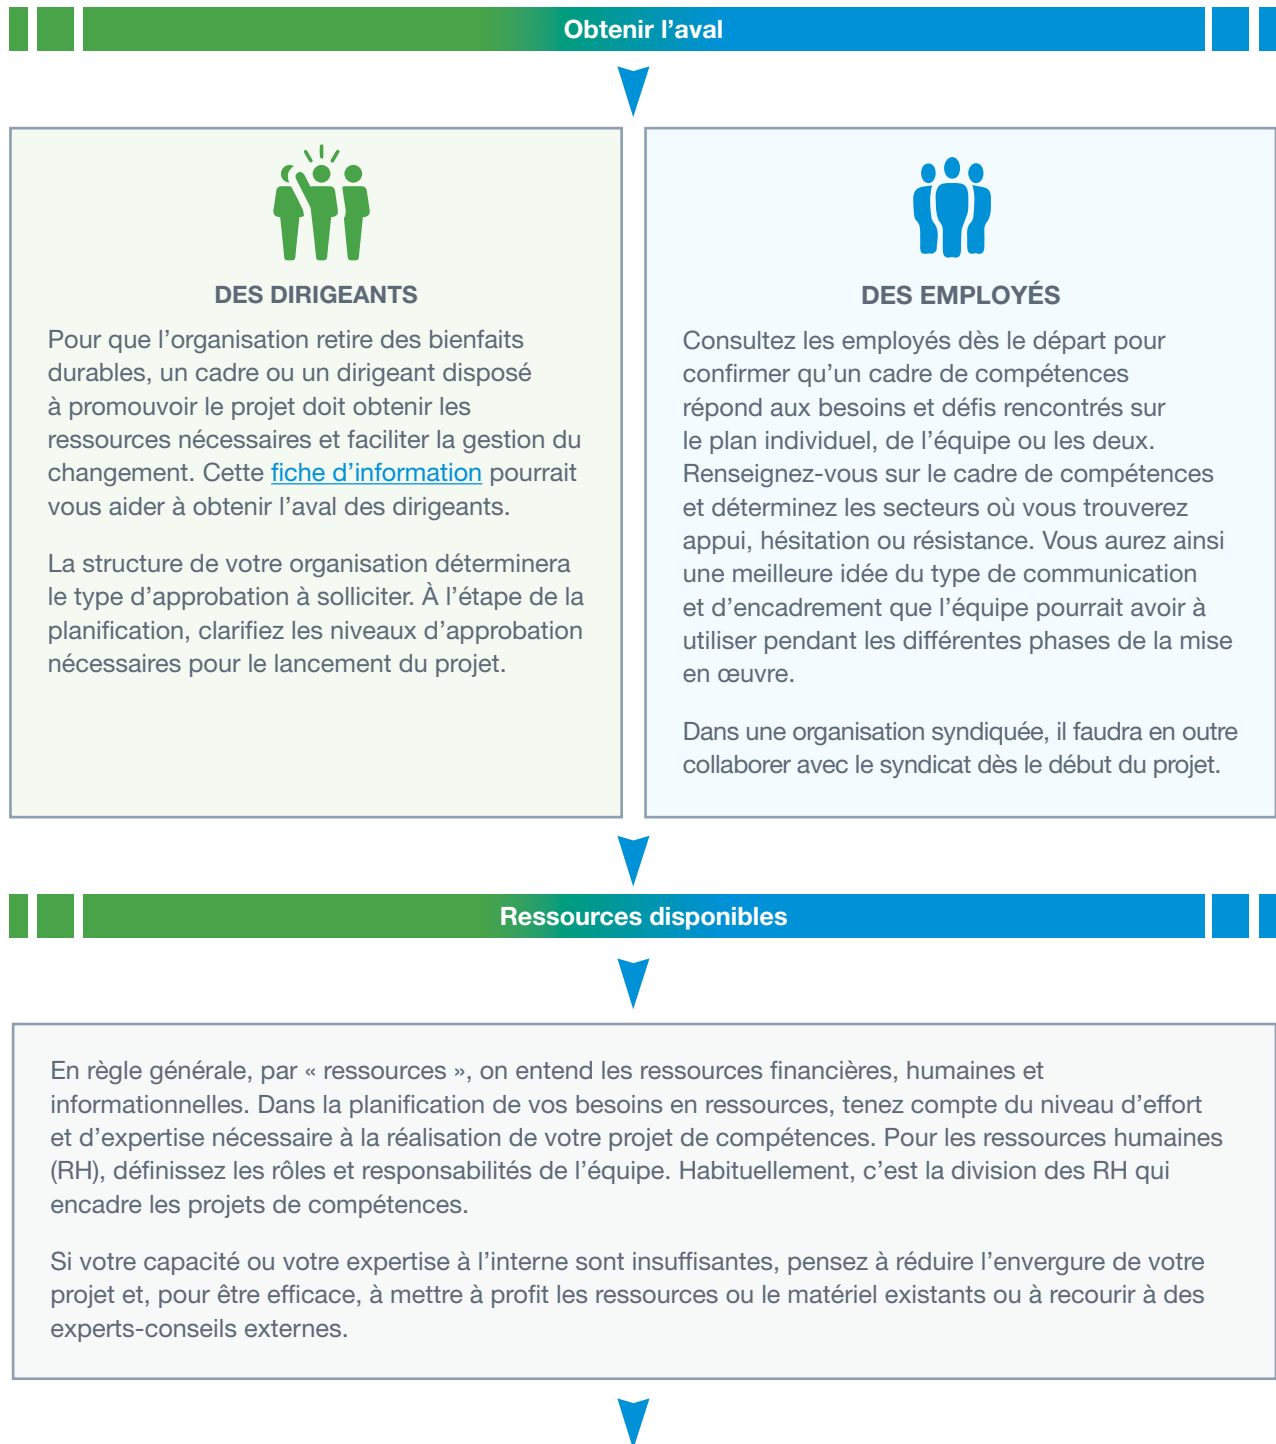 Obtenir l’aval
DES DIRIGEANTS
Pour que l’organisation retire des bienfaits
durables, un cadre ou un dirigeant disposé
à promouvoir le projet doit obtenir les
ressources nécessaires et faciliter la gestion du
changement. Cette fiche d’information pourrait
vous aider à obtenir l’aval des dirigeants.
La structure de votre organisation déterminera
le type d’approbation à solliciter. À l’étape de la
planification, clarifiez les niveaux d’approbation
nécessaires pour le lancement du projet.
DES EMPLOYÉS
Consultez les employés dès le départ pour
confirmer qu’un cadre de compétences
répond aux besoins et défis rencontrés sur
le plan individuel, de l’équipe ou les deux.
Renseignez-vous sur le cadre de compétences
et déterminez les secteurs où vous trouverez
appui, hésitation ou résistance. Vous aurez ainsi
une meilleure idée du type de communication
et d’encadrement que l’équipe pourrait avoir à
utiliser pendant les différentes phases de la mise
en œuvre.
Dans une organisation syndiquée, il faudra en outre
collaborer avec le syndicat dès le début du projet.
Ressources disponibles
En règle générale, par « ressources », on entend les ressources financières, humaines et
informationnelles. Dans la planification de vos besoins en ressources, tenez compte du niveau d’effort
et d’expertise nécessaire à la réalisation de votre projet de compétences. Pour les ressources humaines
(RH), définissez les rôles et responsabilités de l’équipe. Habituellement, c’est la division des RH qui
encadre les projets de compétences.
Si votre capacité ou votre expertise à l’interne sont insuffisantes, pensez à réduire l’envergure de votre
projet et, pour être efficace, à mettre à profit les ressources ou le matériel existants ou à recourir à des
experts-conseils externes.